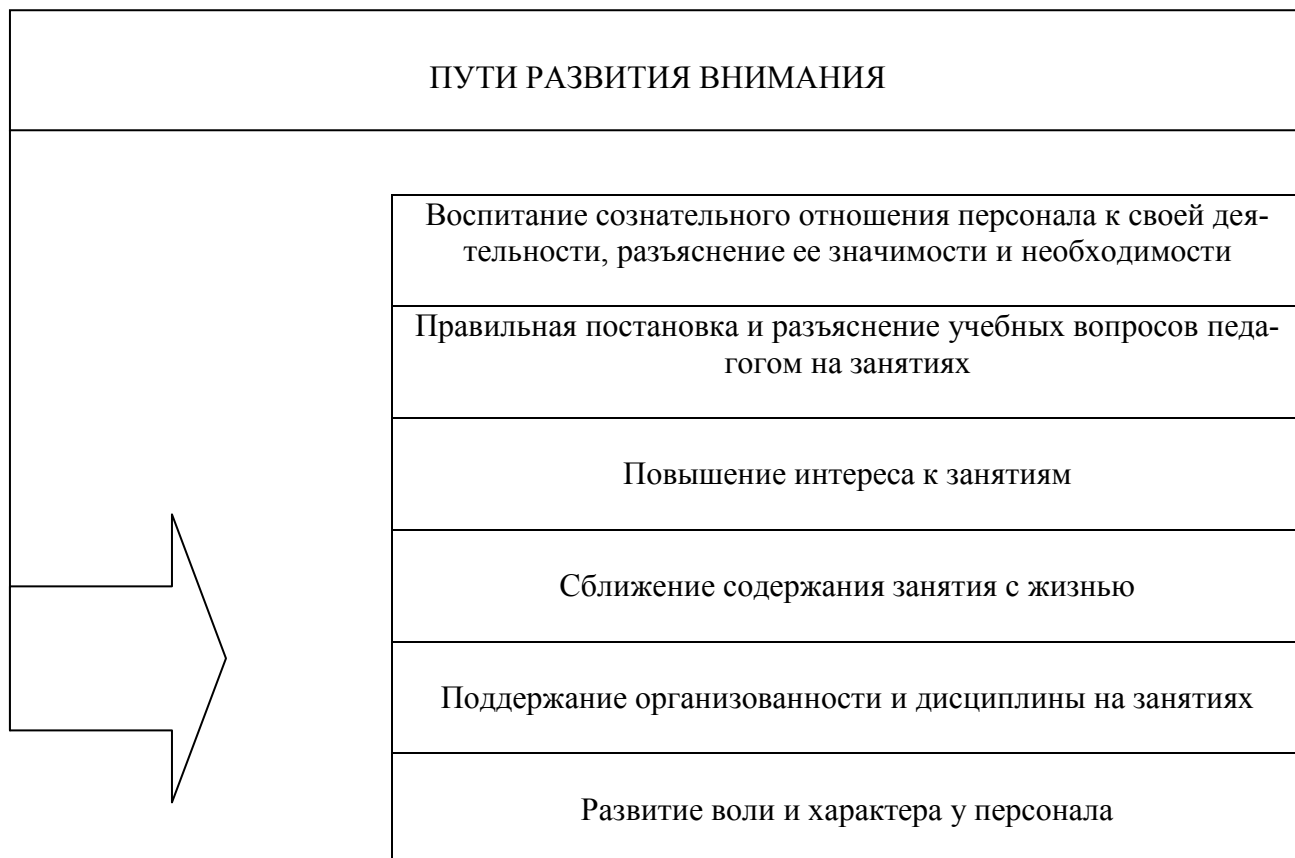 ПУТИ РАЗВИТИЯ ВНИМАНИЯ
Воспитание сознательного отношения персонала к своей дея-
тельности, разъяснение ее значимости и необходимости
Правильная постановка и разъяснение учебных вопросов педа-
гогом на занятиях
Повышение интереса к занятиям
Сближение содержания занятия с жизнью
Поддержание организованности и дисциплины на занятиях
Развитие воли и характера у персонала